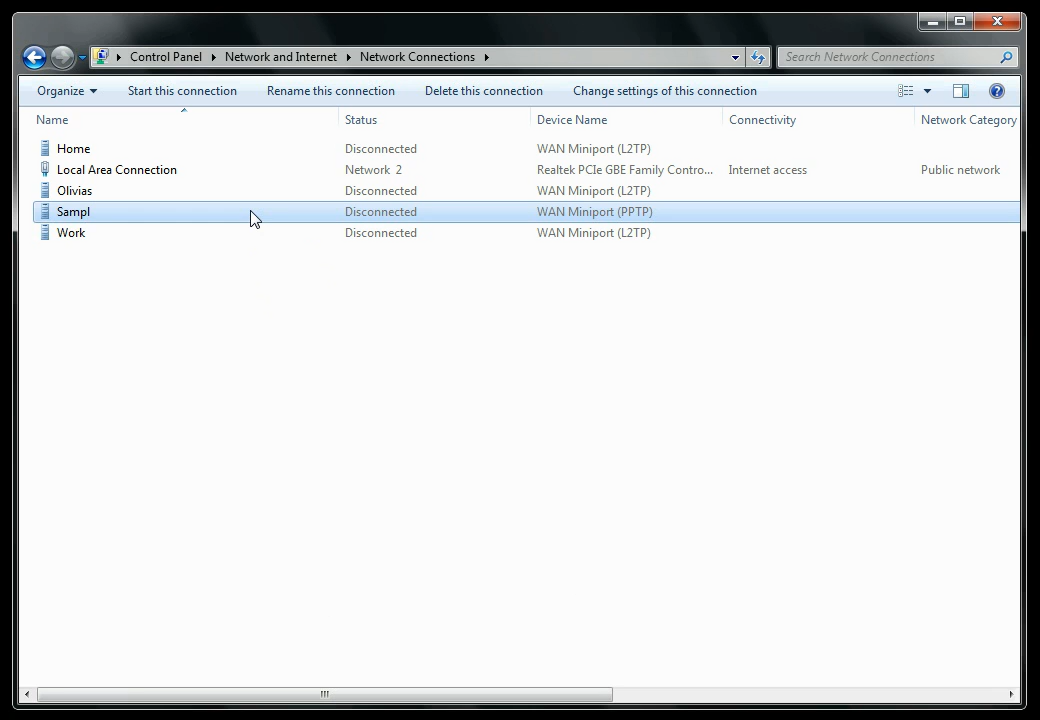 Control Panel Network and Internet Network Connections Search Network Connections
Organize Start this connection Rename this connection Delete this connection Change settings of this connection
Name Status Device Name Connectivity Network Category
Home Disconnected WAN Miniport (L2TP)
Local Area Connection Network 2 Realtek PCIe GBE Family Contro... Internet access Public network
Olivias Disconnected WAN Miniport (L2TP)
Sampl Disconnected WAN Miniport (PPTP)
Work Disconnected WAN Miniport (L2TP)